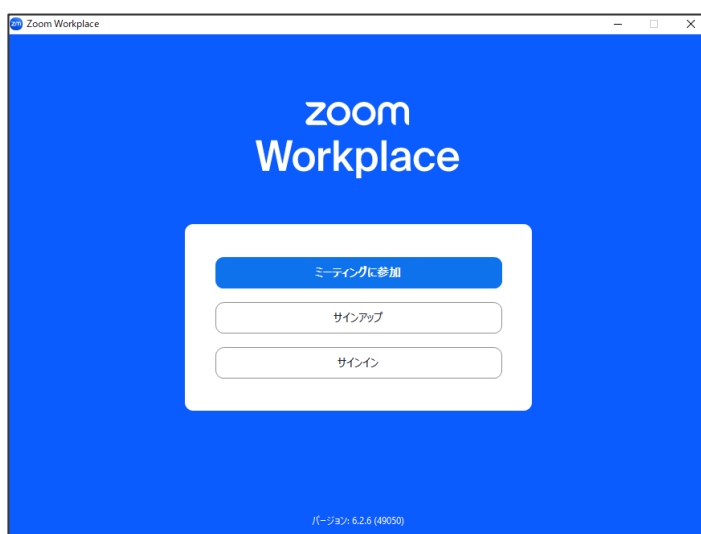 zm Zoom Workplace
zoom
Workplace
ミーティングに参加
サインアップ
サインイン
バージョン: 6.2.6 (49050)